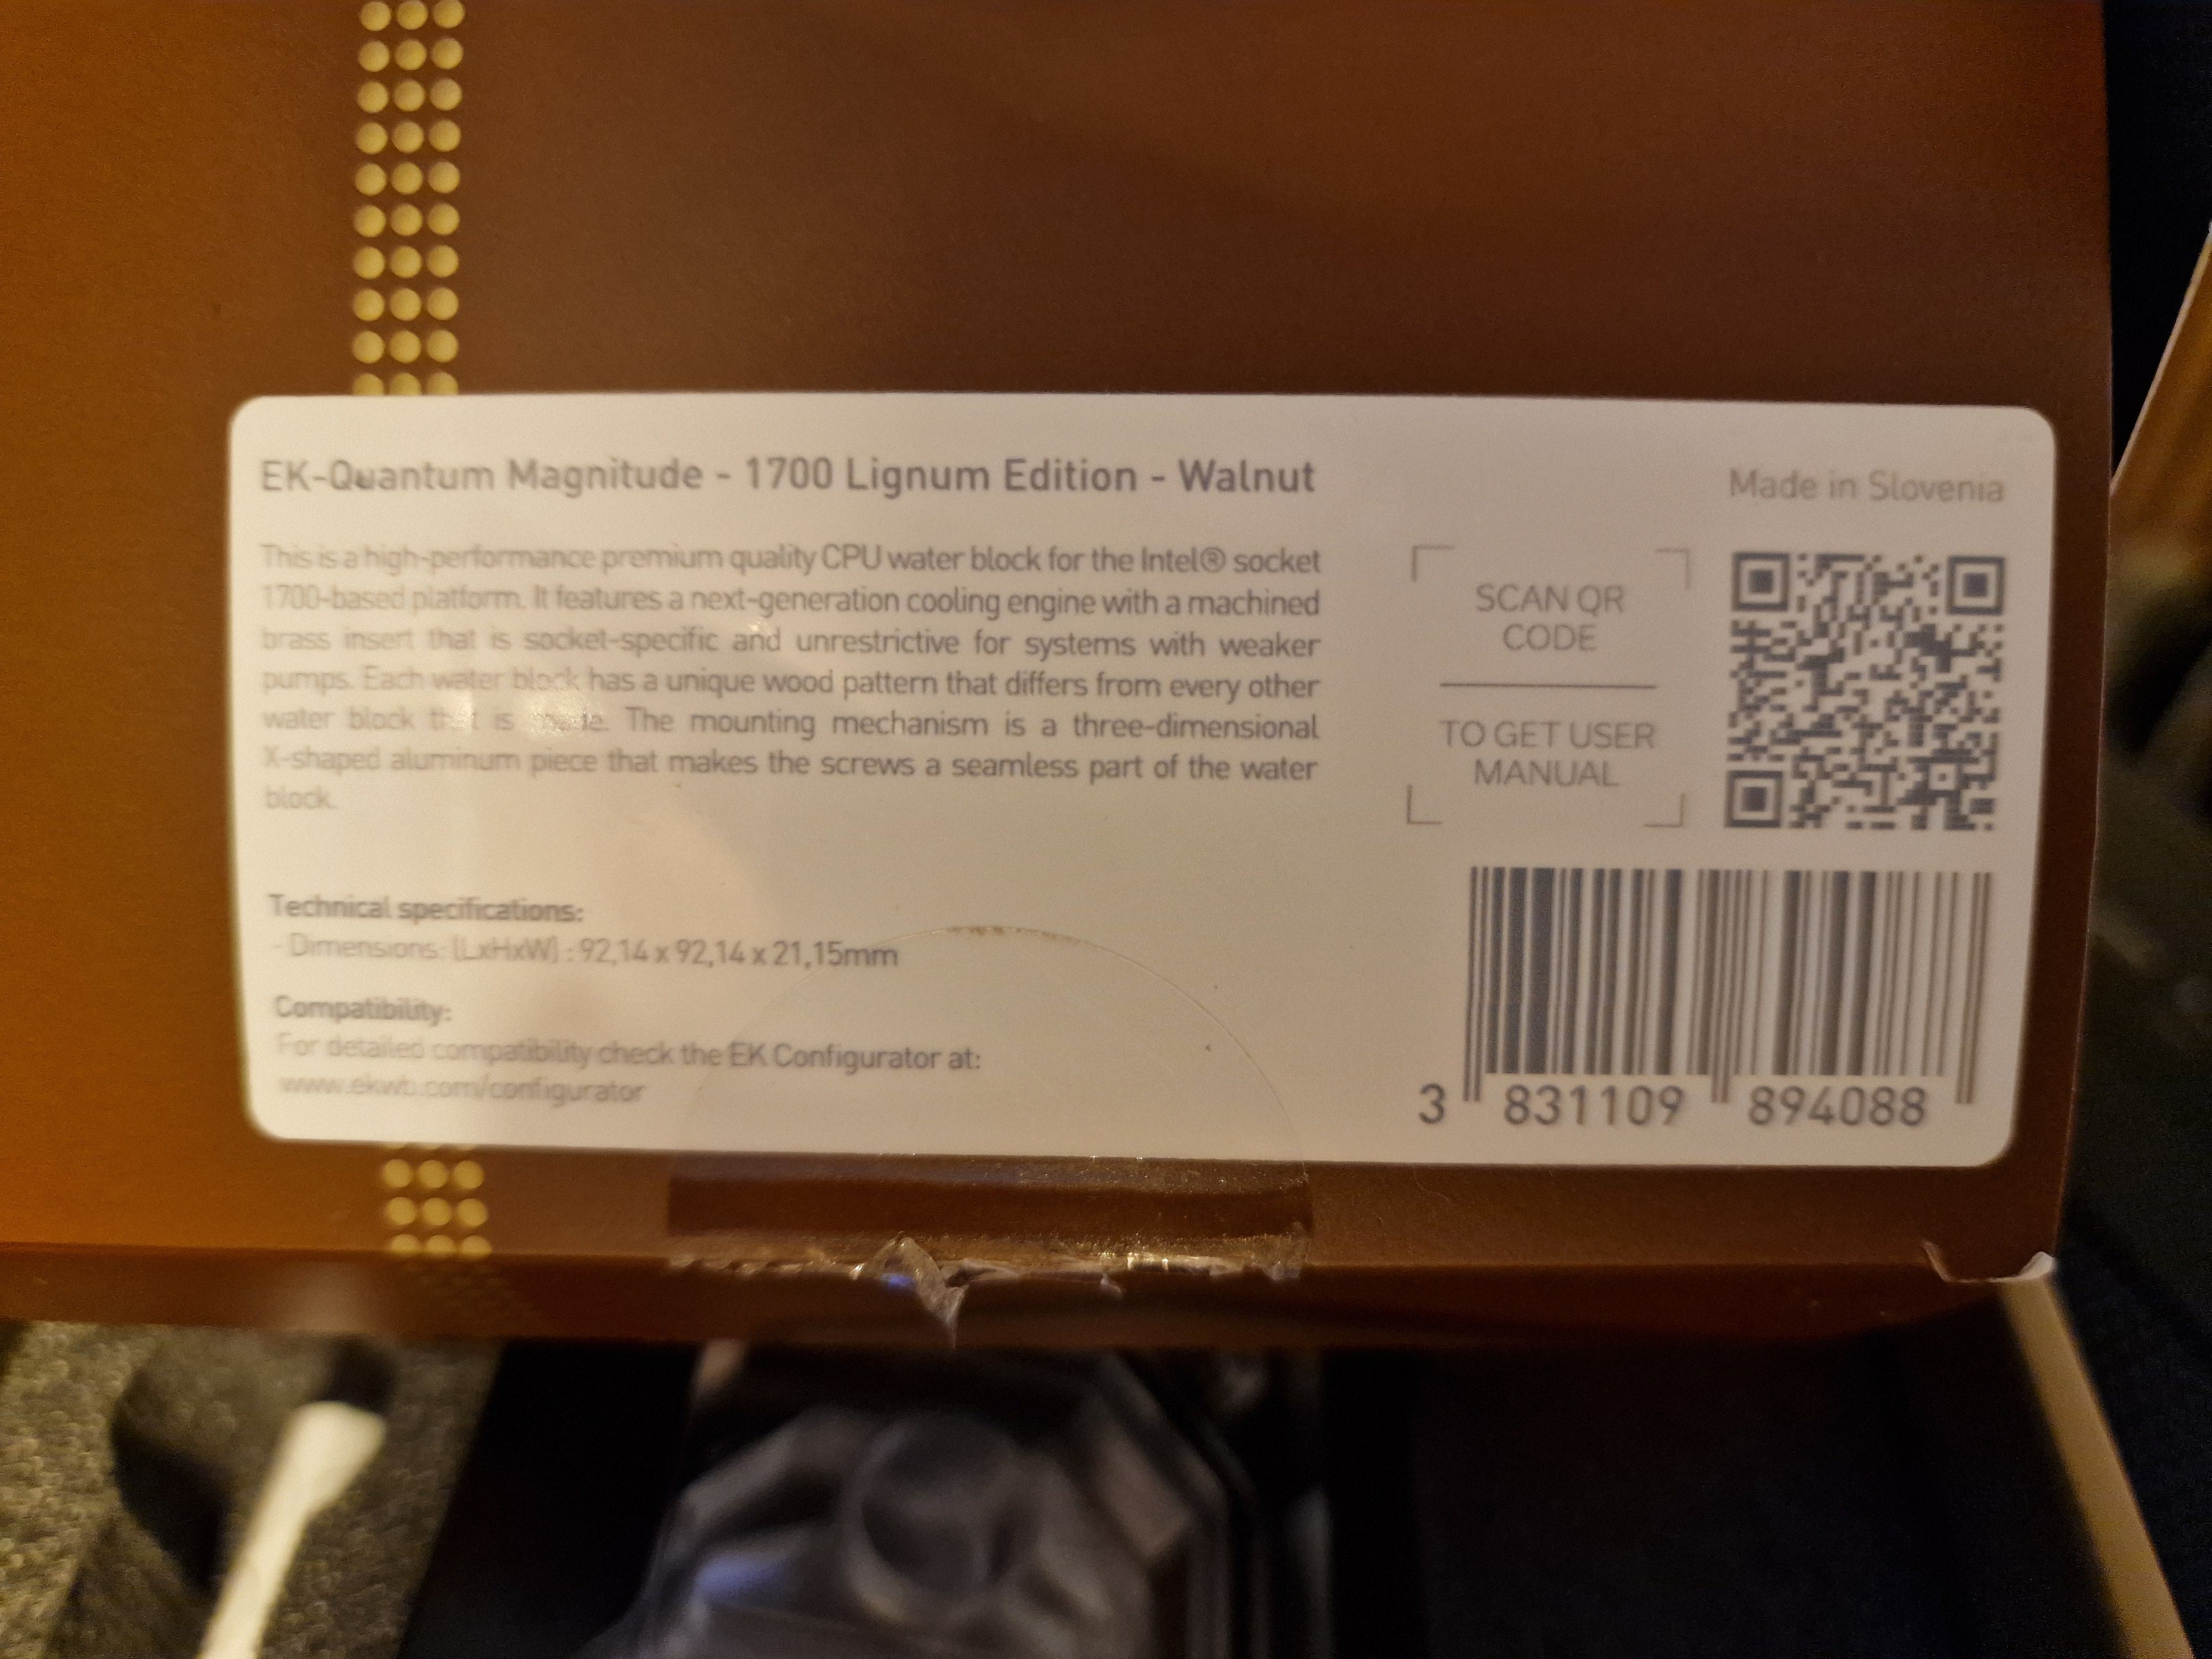 EK-Quantum Magnitude - 1700 Lignum Edition - Walnut
Made in Slovenia
This is a high-performance premium quality CPU water block for the Intel® socket
1700-based platform. It features a next-generation cooling engine with a machined
brass insert that is socket-specific and unrestrictive for systems with weaker
pumps. Each water block has a unique wood pattern that differs from every other
water block that is made. The mounting mechanism is a three-dimensional
X-shaped aluminum piece that makes the screws a seamless part of the water
block.
SCAN QR
CODE
TO GET USER
MANUAL
Technical specifications:
- Dimensions: (LxHxW) : 92,14 x 92,14 x 21,15mm
Compatibility:
For detailed compatibility check the EK Configurator at:
www.ekwb.com/configurator
3 831109 894088